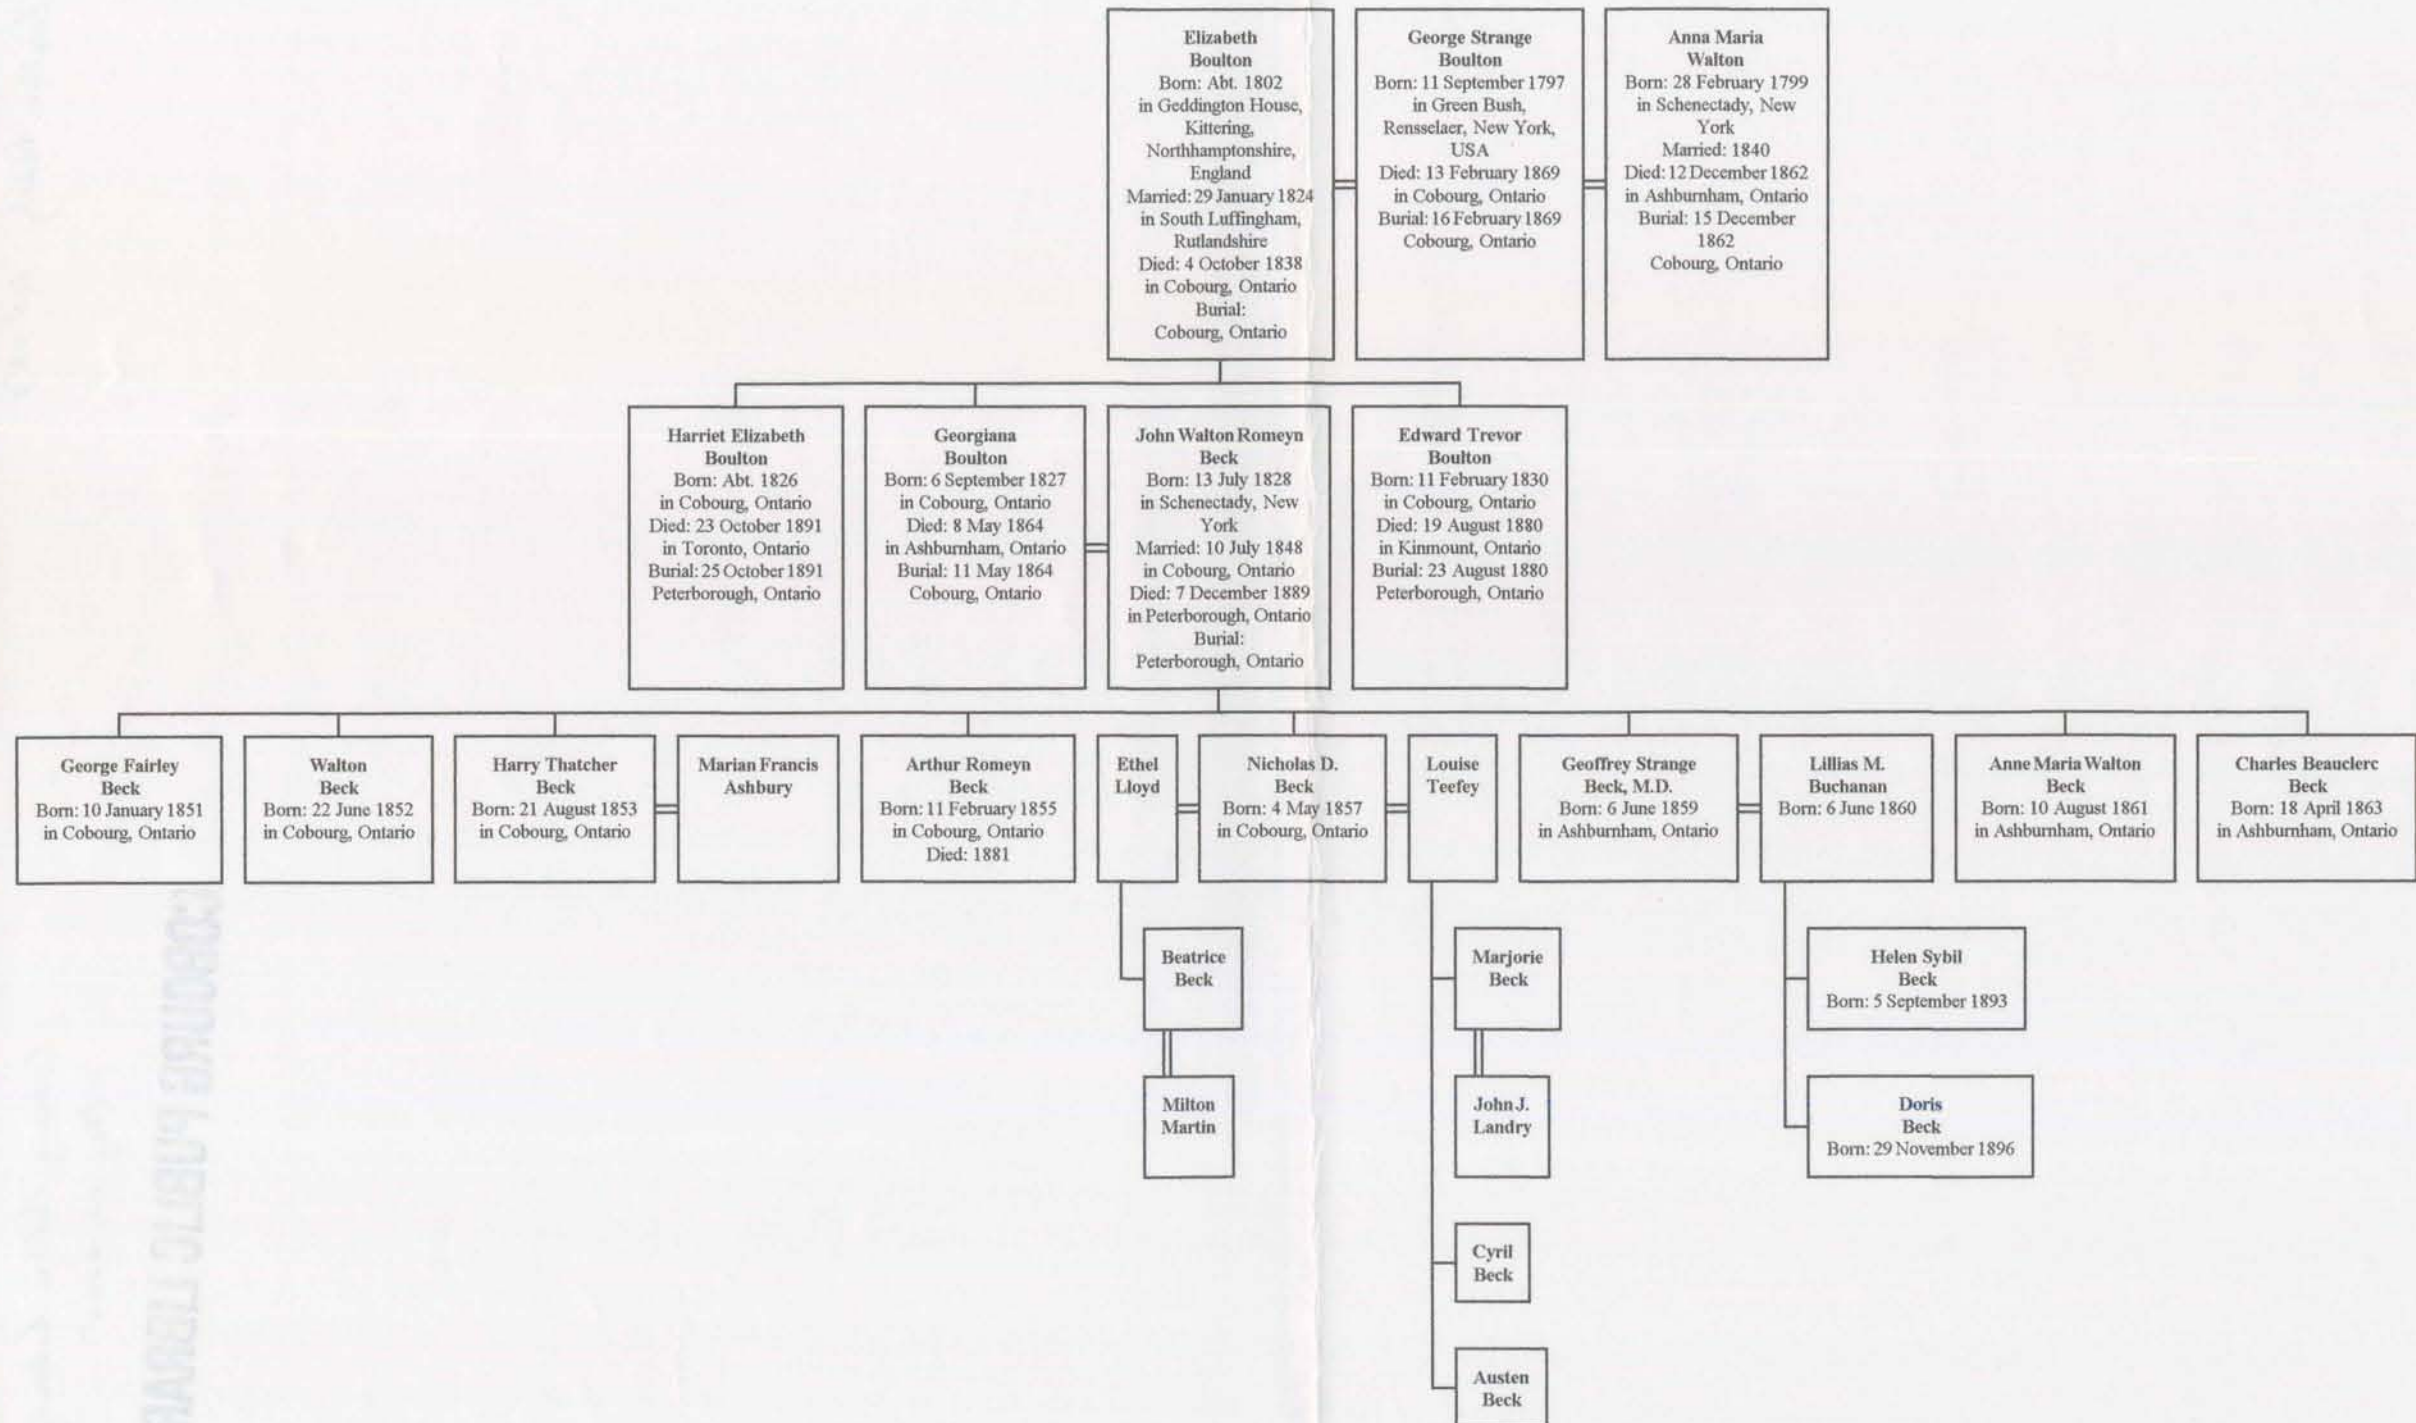 Elizabeth
Boulton
Born: Abt. 1802
in Geddington House,
Kittering,
Northhamptonshire,
England
Married: 29 January 1824
in South Luffingham,
Rutlandshire
Died: 4 October 1838
in Cobourg, Ontario
Burial:
Cobourg, Ontario
George Strange
Boulton
Born: 11 September 1797
in Green Bush,
Rensselaer, New York,
USA
Died: 13 February 1869
in Cobourg, Ontario
Burial: 16 February 1869
Cobourg, Ontario
Anna Maria
Walton
Born: 28 February 1799
in Schenectady, New
York
Married: 1840
Died: 12 December 1862
in Ashburnham, Ontario
Burial: 15 December
1862
Cobourg, Ontario
Harriet Elizabeth
Boulton
Born: Abt. 1826
in Cobourg, Ontario
Died: 23 October 1891
in Toronto, Ontario
Burial: 25 October 1891
Peterborough, Ontario
Georgiana
Boulton
Born: 6 September 1827
in Cobourg, Ontario
Died: 8 May 1864
in Ashburnham, Ontario
Burial: 11 May 1864
Cobourg, Ontario
John Walton Romeyn
Beck
Born: 13 July 1828
in Schenectady, New
York
Married: 10 July 1848
in Cobourg, Ontario
Died: 7 December 1889
in Peterborough, Ontario
Burial:
Peterborough, Ontario
Edward Trevor
Boulton
Born: 11 February 1830
in Cobourg, Ontario
Died: 19 August 1880
in Kinmount, Ontario
Burial: 23 August 1880
Peterborough, Ontario
George Fairley
Beck
Born: 10 January 1851
in Cobourg, Ontario
Walton
Beck
Born: 22 June 1852
in Cobourg, Ontario
Harry Thatcher
Beck
Born: 21 August 1853
in Cobourg, Ontario
Marian Francis
Ashbury
Arthur Romeyn
Beck
Born: 11 February 1855
in Cobourg, Ontario
Died: 1881
Ethel
Lloyd
Nicholas D.
Beck
Born: 4 May 1857
in Cobourg, Ontario
Louise
Teefey
Geoffrey Strange
Beck, M.D.
Born: 6 June 1859
in Ashburnham, Ontario
Lillias M.
Buchanan
Born: 6 June 1860
Anne Maria Walton
Beck
Born: 10 August 1861
in Ashburnham, Ontario
Charles Beauclerc
Beck
Born: 18 April 1863
in Ashburnham, Ontario
Beatrice
Beck
Marjorie
Beck
Helen Sybil
Beck
Born: 5 September 1893
Milton
Martin
John J.
Landry
Doris
Beck
Born: 29 November 1896
Cyril
Beck
Austen
Beck